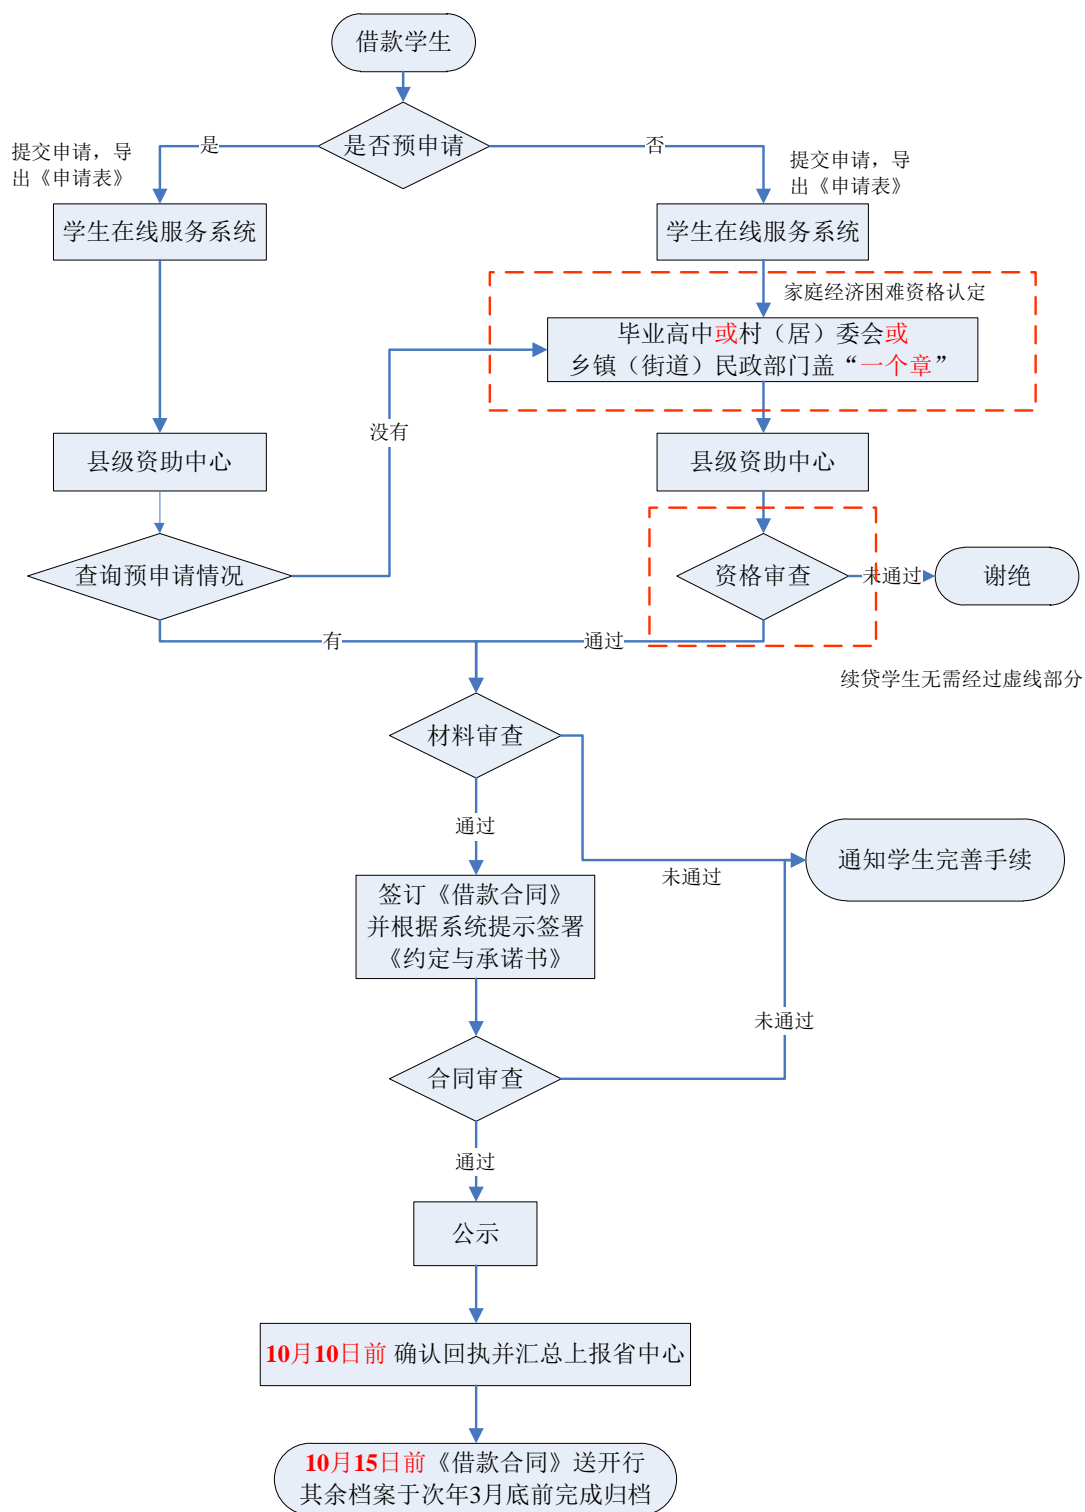 借款学生
是否预申请
是
否
提交申请，导
出《申请表》
提交申请，导
出《申请表》
学生在线服务系统
学生在线服务系统
家庭经济困难资格认定
毕业高中或村（居）委会或
乡镇（街道）民政部门盖“一个章”
没有
县级资助中心
县级资助中心
查询预申请情况
资格审查
未通过
谢绝
有
通过
续贷学生无需经过虚线部分
材料审查
通过
未通过
通知学生完善手续
签订《借款合同》
并根据系统提示签署
《约定与承诺书》
未通过
合同审查
通过
公示
10月10日前 确认回执并汇总上报省中心
10月15日前《借款合同》送开行
其余档案于次年3月底前完成归档